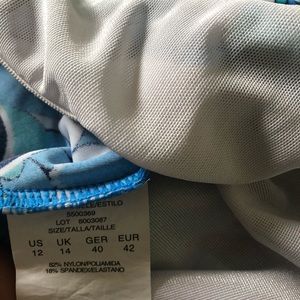 5500369
LOT 6003087
SIZE/TALLA/TAILLE
US UK GER EUR
12 14 40 42
82% NYLON/POLIAMIDA
18% SPANDEX/ELASTANO